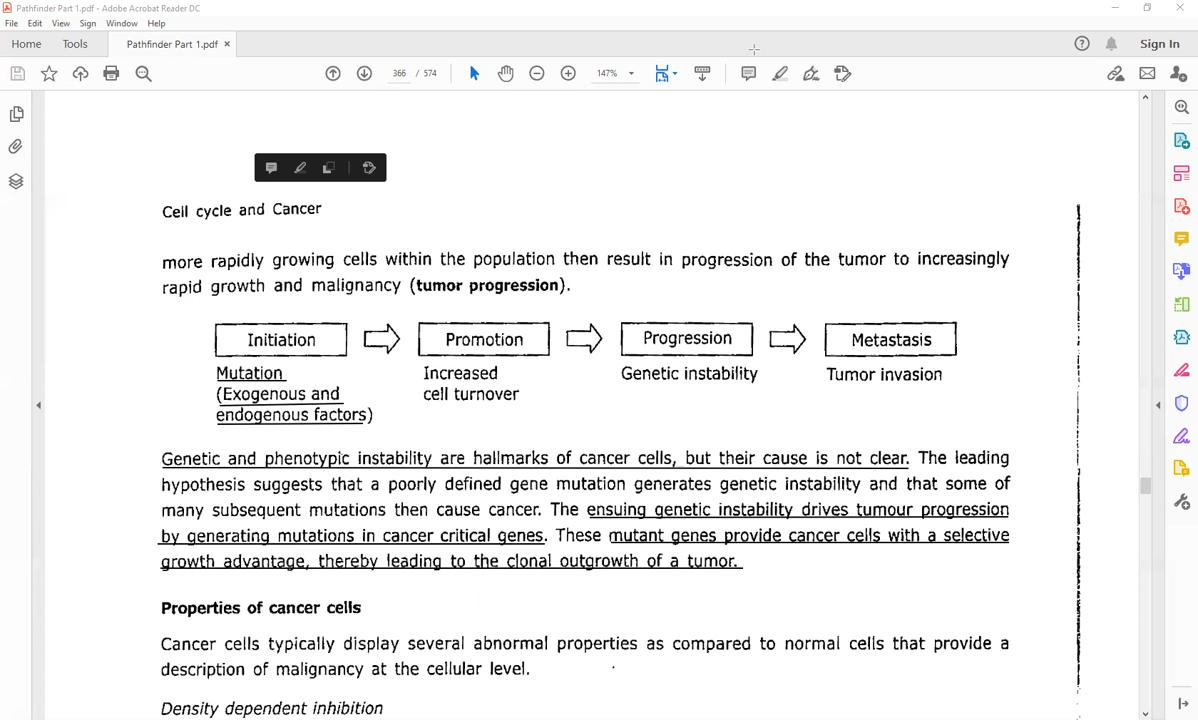 Pathfinder Part 1.pdf - Adobe Acrobat Reader DC
File Edit View Sign Window Help
Home Tools Pathfinder Part 1.pdf × Sign In
366 / 574 147%
Cell cycle and Cancer
more rapidly growing cells within the population then result in progression of the tumor to increasingly
rapid growth and malignancy (tumor progression).
Initiation Promotion Progression Metastasis
Mutation Increased Genetic instability Tumor invasion
(Exogenous and cell turnover
endogenous factors)
Genetic and phenotypic instability are hallmarks of cancer cells, but their cause is not clear. The leading
hypothesis suggests that a poorly defined gene mutation generates genetic instability and that some of
many subsequent mutations then cause cancer. The ensuing genetic instability drives tumour progression
by generating mutations in cancer critical genes. These mutant genes provide cancer cells with a selective
growth advantage, thereby leading to the clonal outgrowth of a tumor.
Properties of cancer cells
Cancer cells typically display several abnormal properties as compared to normal cells that provide a
description of malignancy at the cellular level.
Density dependent inhibition